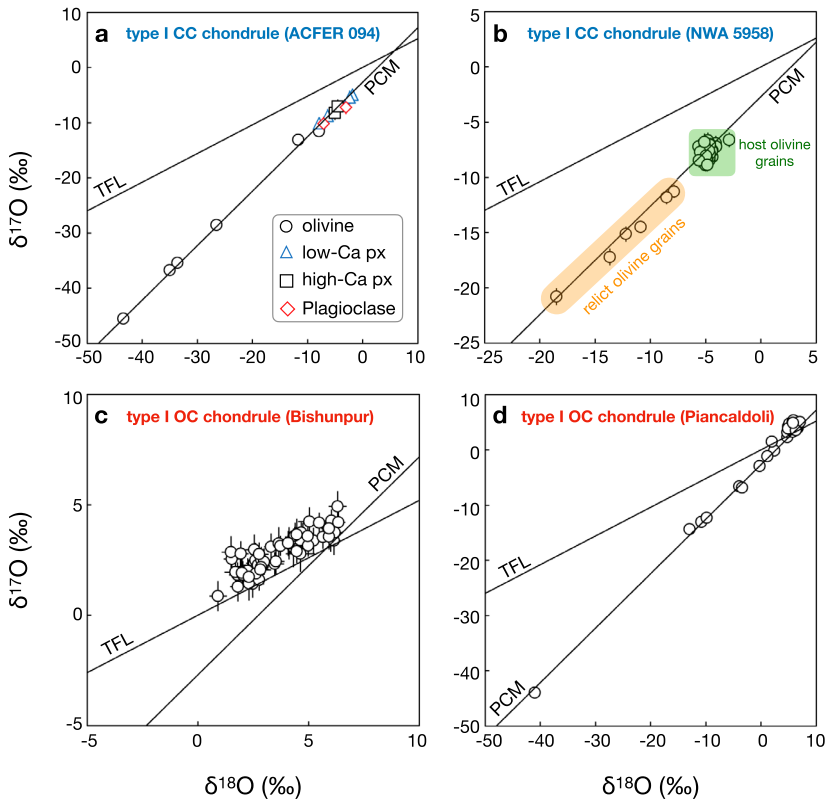 a type I CC chondrule (ACFER 094)
10
0
-10
-20
-30
-40
-50
δ17O (‰)
TFL
PCM
olivine
low-Ca px
high-Ca px
Plagioclase
-50 -40 -30 -20 -10 0 10
b type I CC chondrule (NWA 5958)
5
0
-5
-10
-15
-20
-25
TFL
PCM
host olivine
grains
relict olivine grains
-25 -20 -15 -10 -5 0 5
c type I OC chondrule (Bishunpur)
10
5
0
-5
δ17O (‰)
TFL
PCM
-5 0 5 10
δ18O (‰)
d type I OC chondrule (Piancaldoli)
10
0
-10
-20
-30
-40
-50
TFL
PCM
-50 -40 -30 -20 -10 0 10
δ18O (‰)